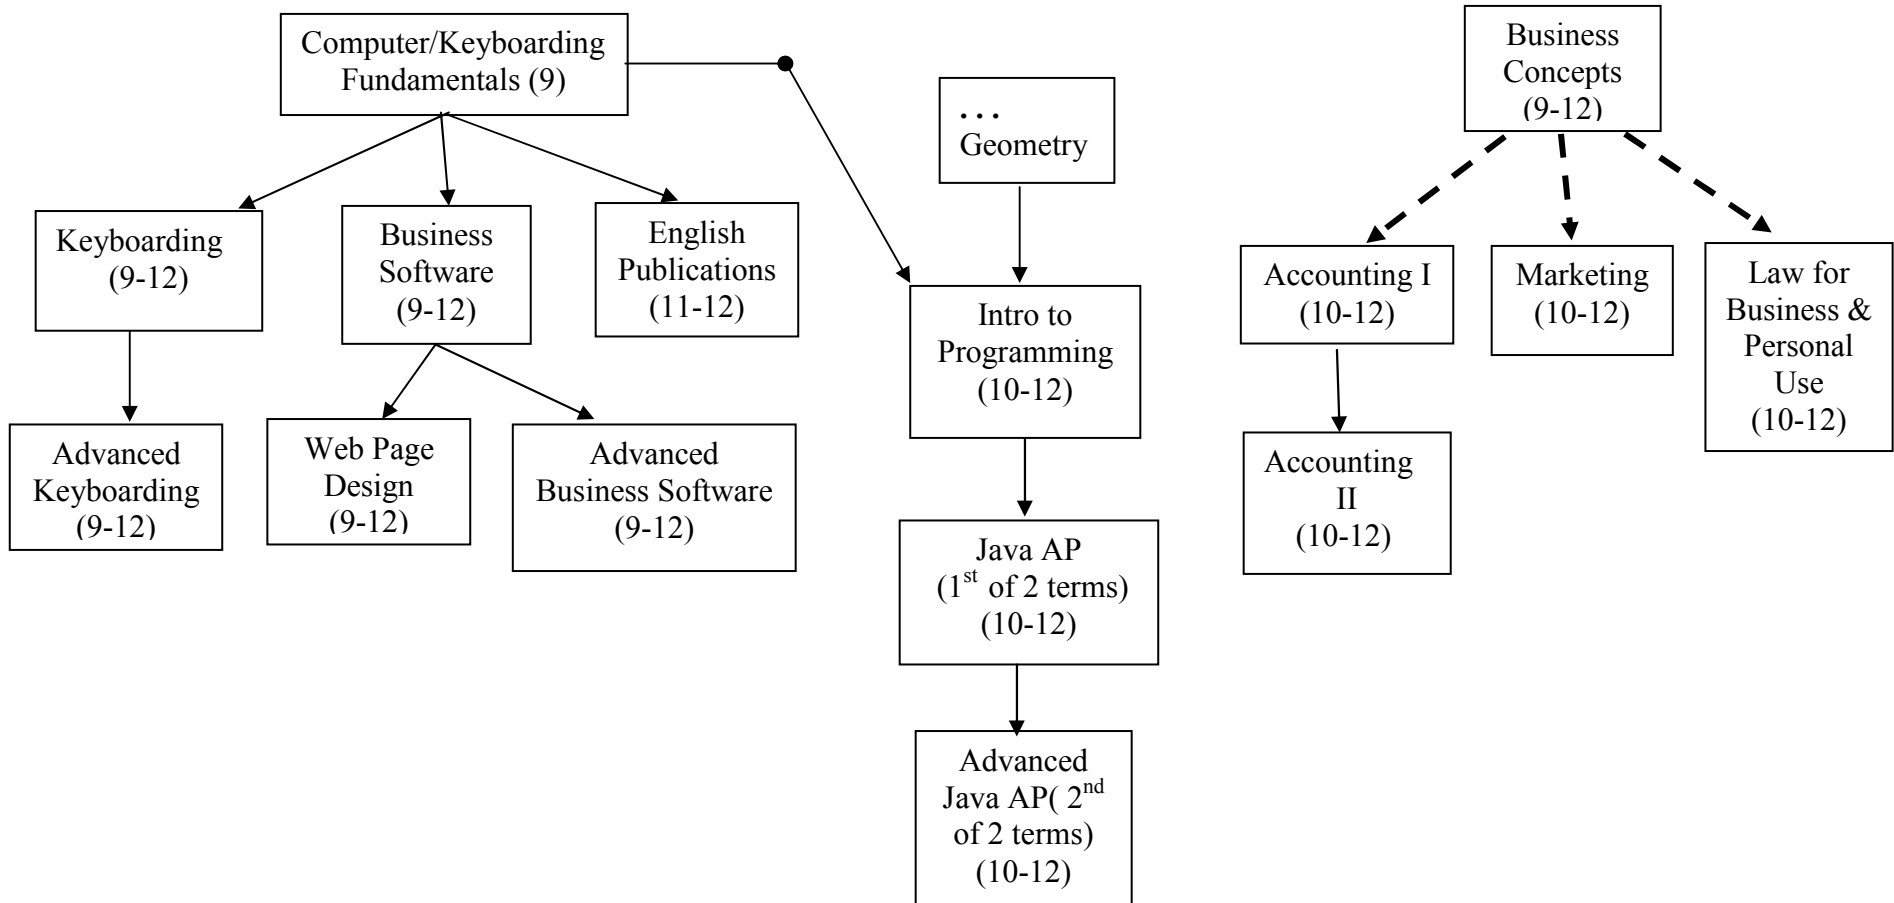 Computer/Keyboarding
Fundamentals (9)
...
Geometry
Business
Concepts
(9-12)
Keyboarding
(9-12)
Business
Software
(9-12)
English
Publications
(11-12)
Intro to
Programming
(10-12)
Accounting I
(10-12)
Marketing
(10-12)
Law for
Business &
Personal
Use
(10-12)
Advanced
Keyboarding
(9-12)
Web Page
Design
(9-12)
Advanced
Business Software
(9-12)
Accounting
II
(10-12)
Java AP
(1st of 2 terms)
(10-12)
Advanced
Java AP( 2nd
of 2 terms)
(10-12)